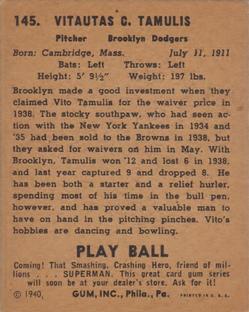 145. VITAUTAS C. TAMULIS
Pitcher Brooklyn Dodgers
Born: Cambridge, Mass. July 11, 1911
Bats: Left Throws: Left
Height: 5' 9½" Weight: 197 lbs.
Brooklyn made a good investment when they
claimed Vito Tamulis for the waiver price in
1938. The stocky southpaw, who had seen ac-
tion with the New York Yankees in 1934 and
'35 had been sold to the Browns in 1938, but
they asked for waivers on him in May. With
Brooklyn, Tamulis won '12 and lost 6 in 1938,
and last year captured 9 and dropped 8. He
has been both a starter and a relief hurler,
spending most of his time in the bull pen,
however, and has proved a valuable man to
have on hand in the pitching pinches. Vito's
hobbies are dancing and bowling.
PLAY BALL
Coming! That Smashing, Crashing Hero, friend of mil-
lions . . . SUPERMAN. This great card gum series
will be at your dealer's soon. Ask for it!
© 1940, GUM, INC., Phila., Pa. PRINTED IN U. S. A.